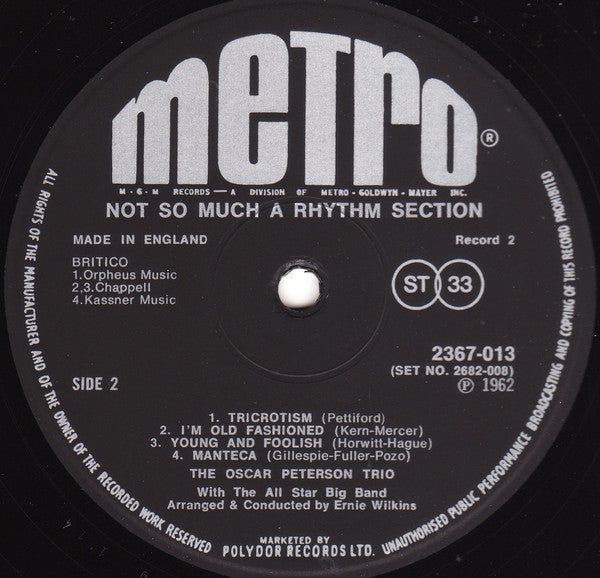 metro®
M-G-M RECORDS — A DIVISION OF METRO-GOLDWYN-MAYER INC.
NOT SO MUCH A RHYTHM SECTION
MADE IN ENGLAND
Record 2
BRITICO
1.Orpheus Music
2,3.Chappell
4.Kassner Music
ST 33
2367-013
(SET NO. 2682-008)
Ⓟ 1962
SIDE 2
1. TRICROTISM (Pettiford)
2. I'M OLD FASHIONED (Kern-Mercer)
3. YOUNG AND FOOLISH (Horwitt-Hague)
4. MANTECA (Gillespie-Fuller-Pozo)
THE OSCAR PETERSON TRIO
With The All Star Big Band
Arranged & Conducted by Ernie Wilkins
MARKETED BY
POLYDOR RECORDS LTD.
ALL RIGHTS OF THE MANUFACTURER AND OF THE OWNER OF THE RECORDED WORK RESERVED
UNAUTHORISED PUBLIC PERFORMANCE BROADCASTING AND COPYING OF THIS RECORD PROHIBITED